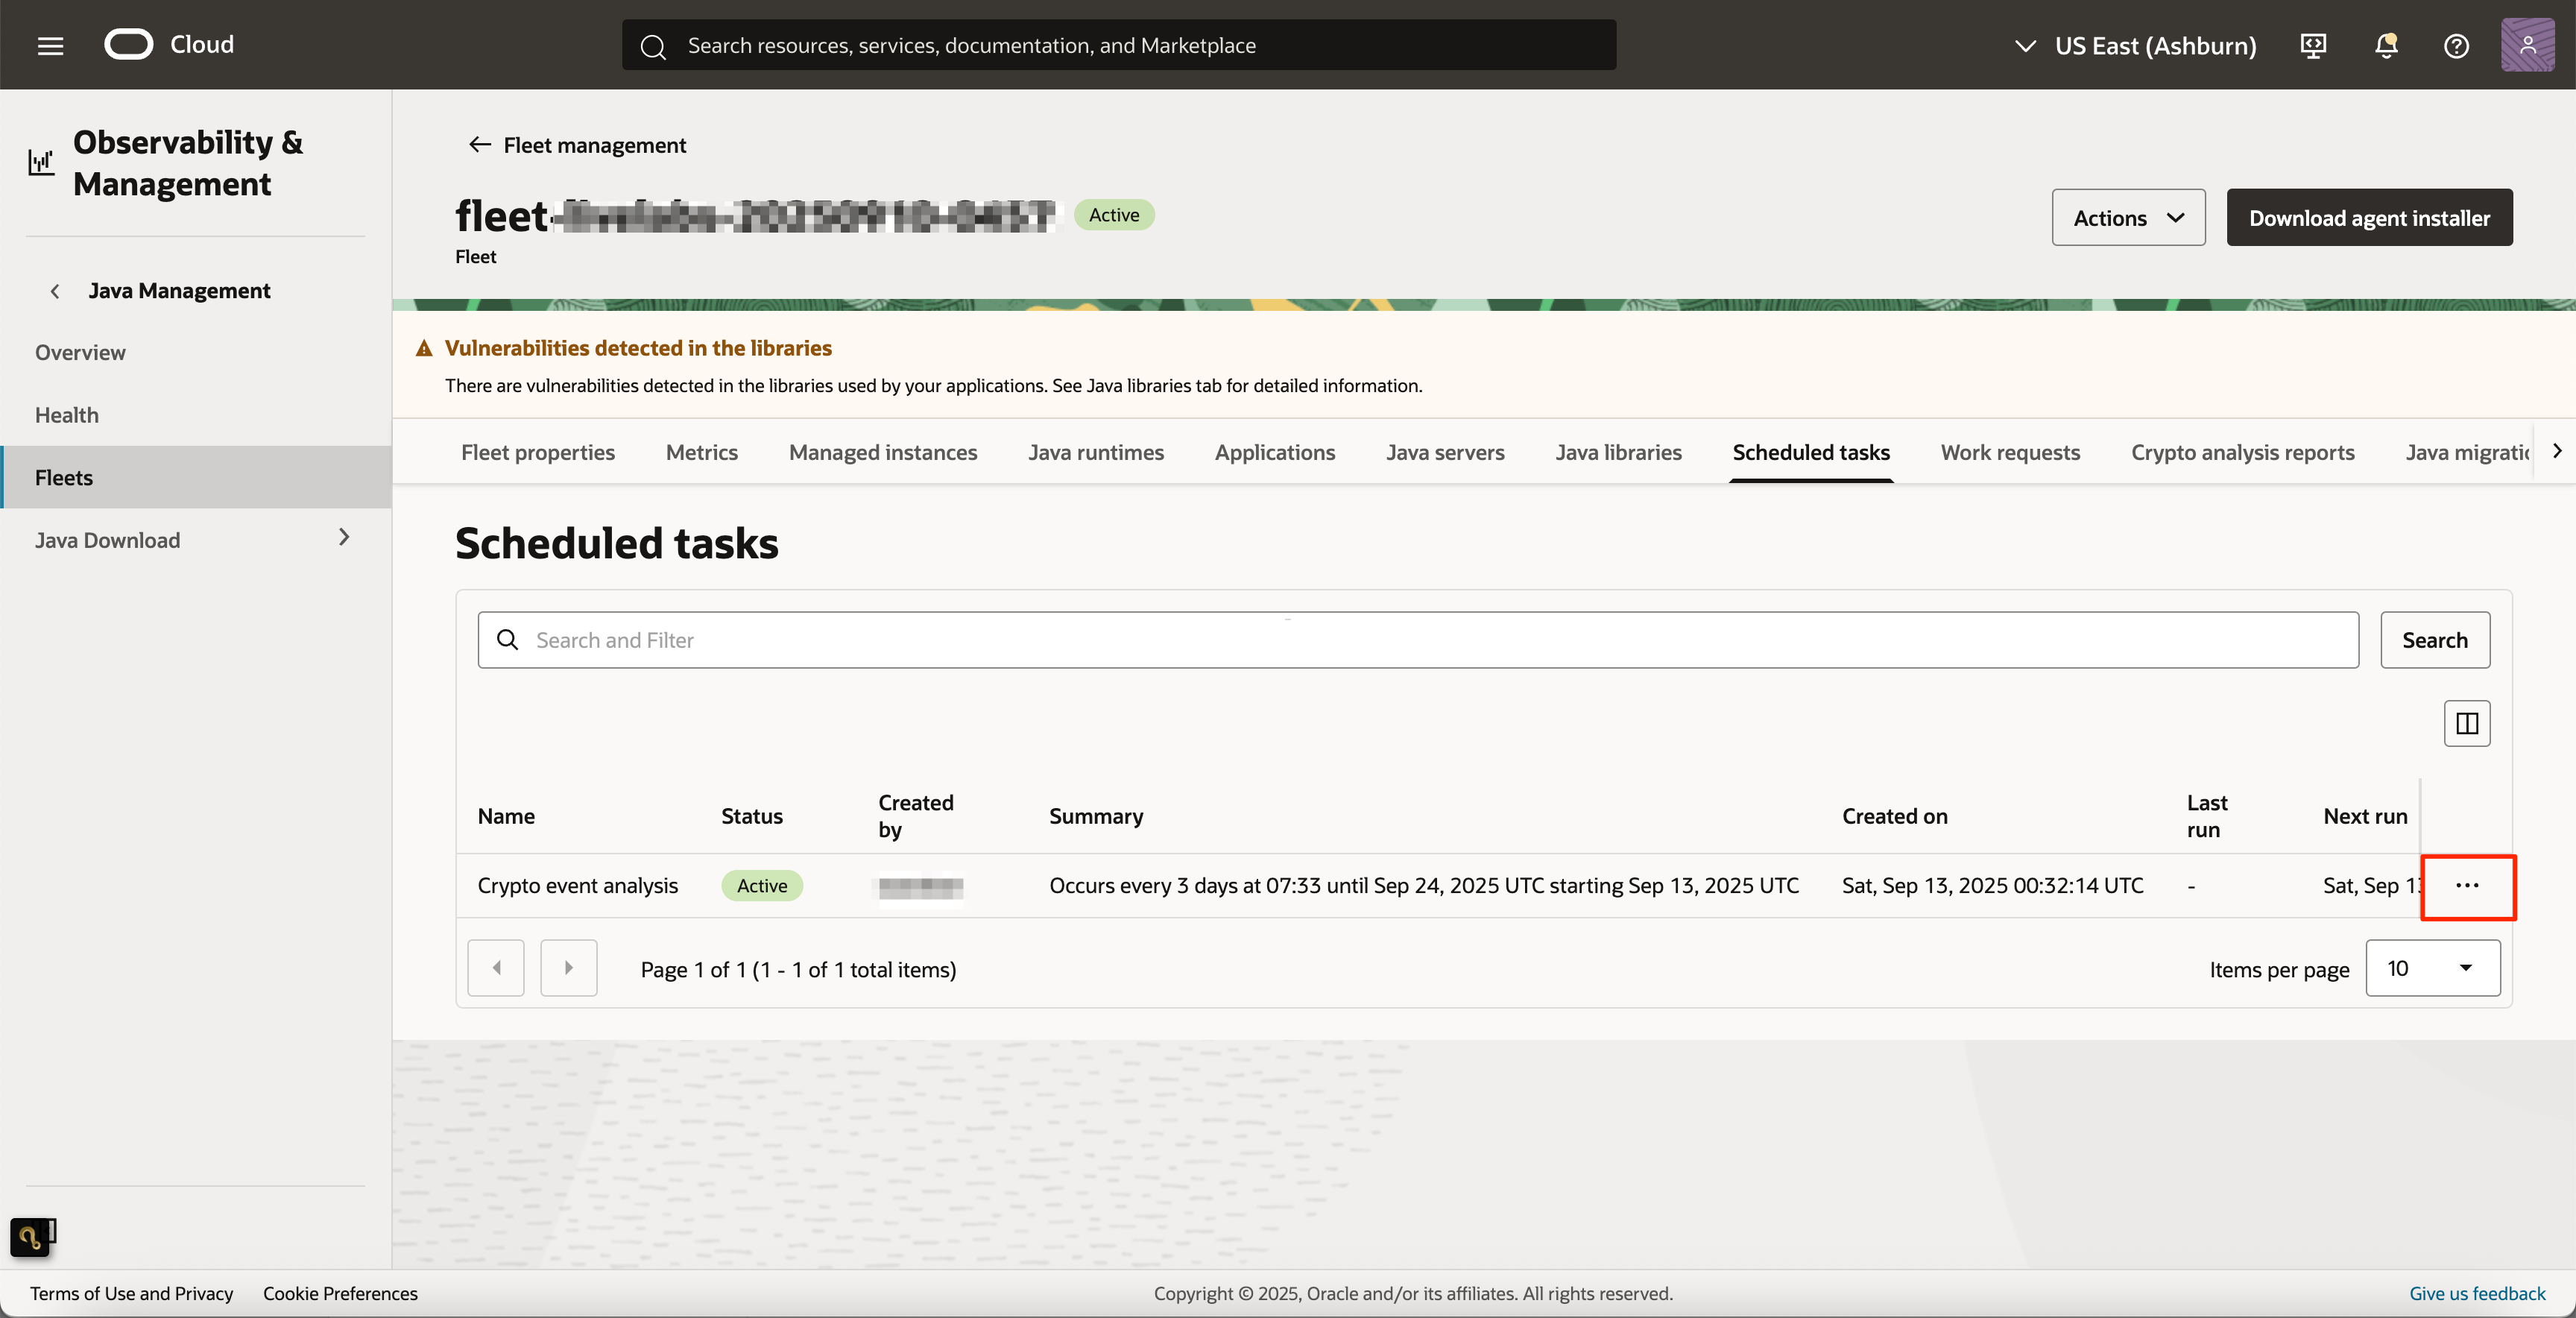 Cloud
Search resources, services, documentation, and Marketplace
US East (Ashburn)
Observability &
Management
Java Management
Overview
Health
Fleets
Java Download
Fleet management
fleet-
Active
Fleet
Actions
Download agent installer
Vulnerabilities detected in the libraries
There are vulnerabilities detected in the libraries used by your applications. See Java libraries tab for detailed information.
Fleet properties Metrics Managed instances Java runtimes Applications Java servers Java libraries Scheduled tasks Work requests Crypto analysis reports Java
Scheduled tasks
Search and Filter
Search
Name Status Created by Summary Created on Last run Next run
Crypto event analysis Active Occurs every 3 days at 07:33 until Sep 24, 2025 UTC starting Sep 13, 2025 UTC Sat, Sep 13, 2025 00:32:14 UTC - Sat, Sep ...
Page 1 of 1 (1 - 1 of 1 total items)
Items per page 10
Terms of Use and Privacy Cookie Preferences Copyright © 2025, Oracle and/or its affiliates. All rights reserved. Give us feedback